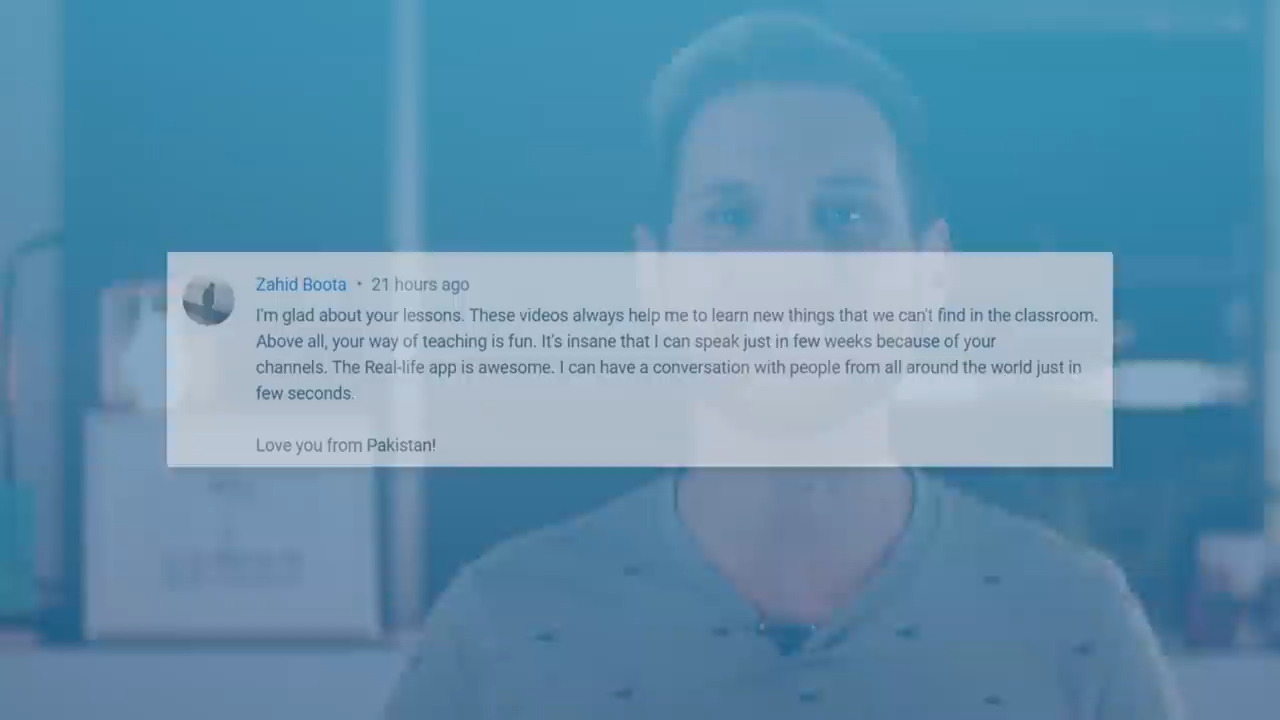 Zahid Boota • 21 hours ago
I'm glad about your lessons. These videos always help me to learn new things that we can't find in the classroom.
Above all, your way of teaching is fun. It's insane that I can speak just in few weeks because of your
channels. The Real-life app is awesome. I can have a conversation with people from all around the world just in
few seconds.
Love you from Pakistan!